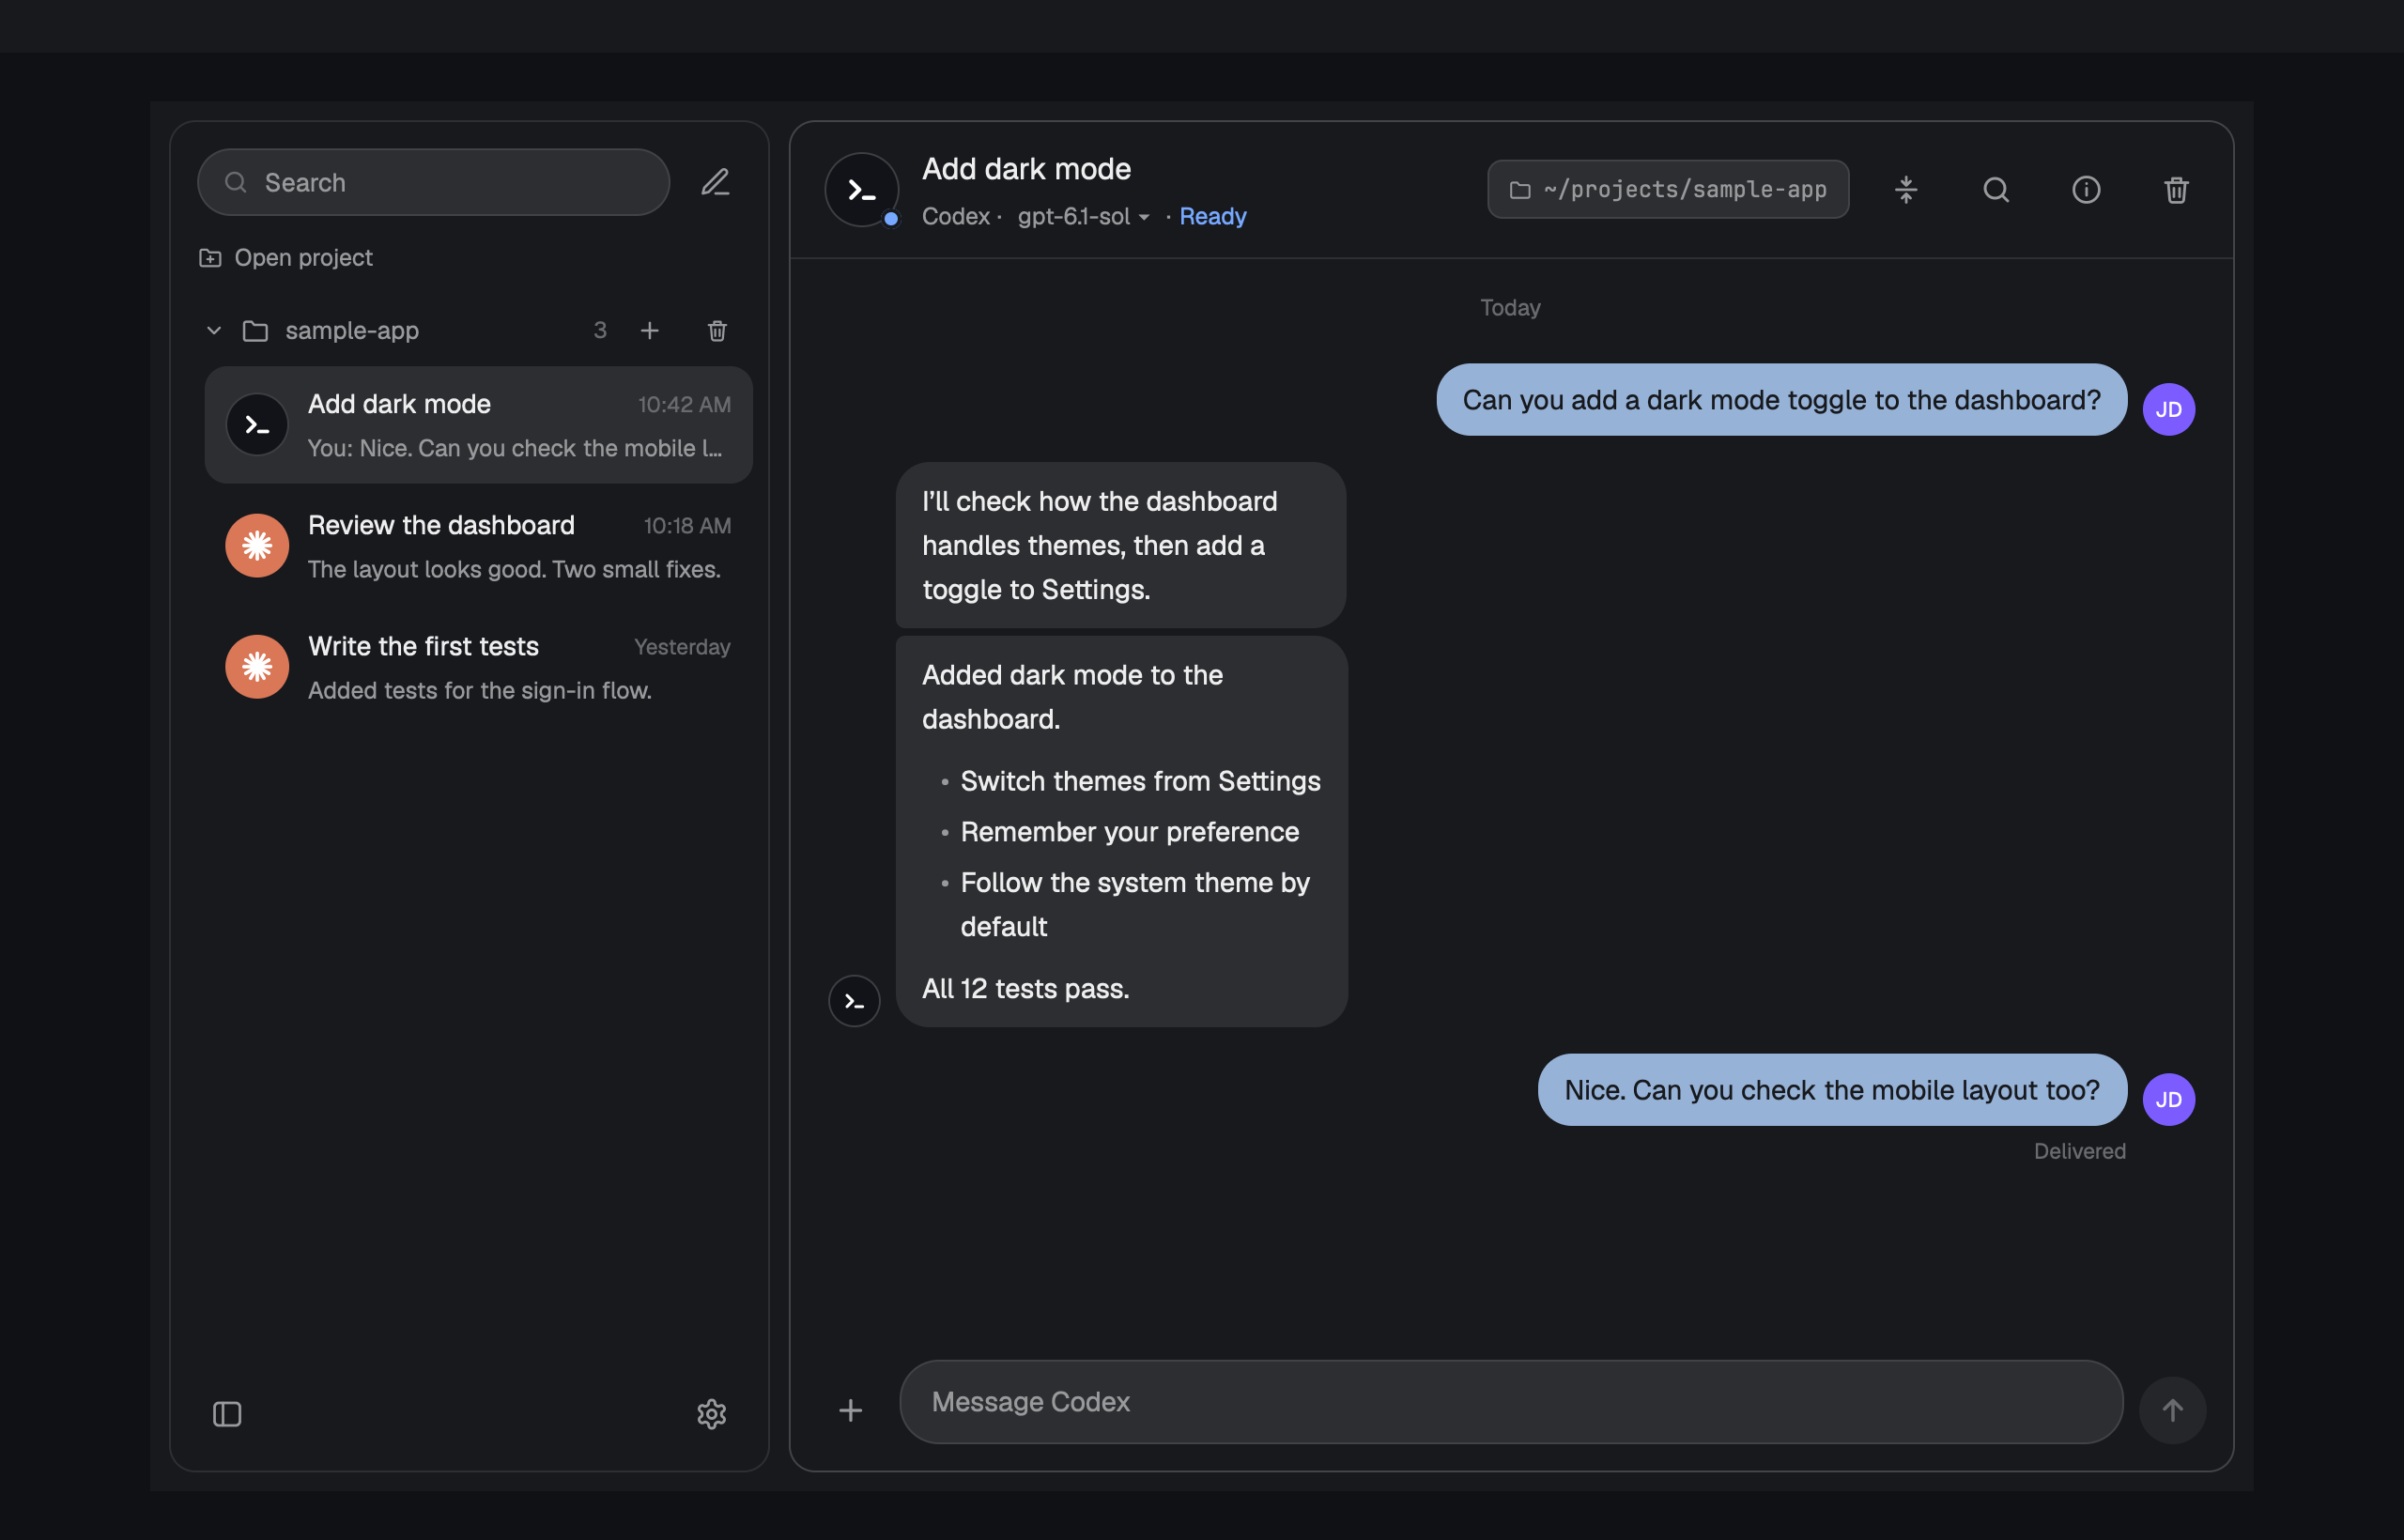 Search
Open project
sample-app 3
Add dark mode 10:42 AM
You: Nice. Can you check the mobile l...
Review the dashboard 10:18 AM
The layout looks good. Two small fixes.
Write the first tests Yesterday
Added tests for the sign-in flow.
Add dark mode
Codex · gpt-6.1-sol · Ready
~/projects/sample-app
Today
Can you add a dark mode toggle to the dashboard?
JD
I’ll check how the dashboard
handles themes, then add a
toggle to Settings.
Added dark mode to the
dashboard.
• Switch themes from Settings
• Remember your preference
• Follow the system theme by
default
All 12 tests pass.
Nice. Can you check the mobile layout too?
JD
Delivered
Message Codex